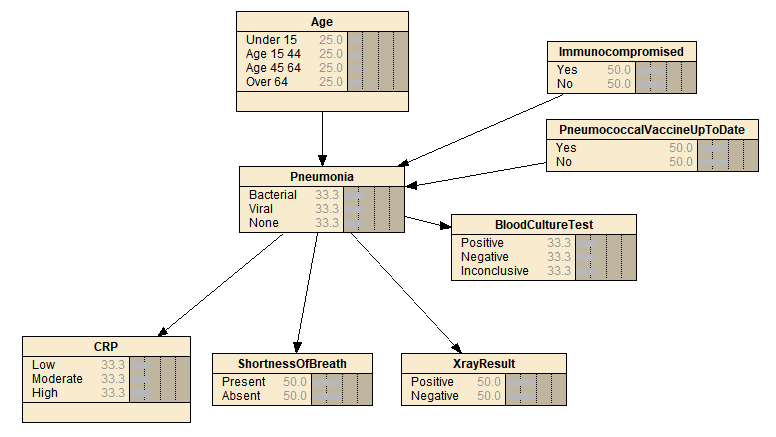 Age
Under 15 25.0
Age 15 44 25.0
Age 45 64 25.0
Over 64 25.0
Immunocompromised
Yes 50.0
No 50.0
PneumococcalVaccineUpToDate
Yes 50.0
No 50.0
Pneumonia
Bacterial 33.3
Viral 33.3
None 33.3
BloodCultureTest
Positive 33.3
Negative 33.3
Inconclusive 33.3
CRP
Low 33.3
Moderate 33.3
High 33.3
ShortnessOfBreath
Present 50.0
Absent 50.0
XrayResult
Positive 50.0
Negative 50.0